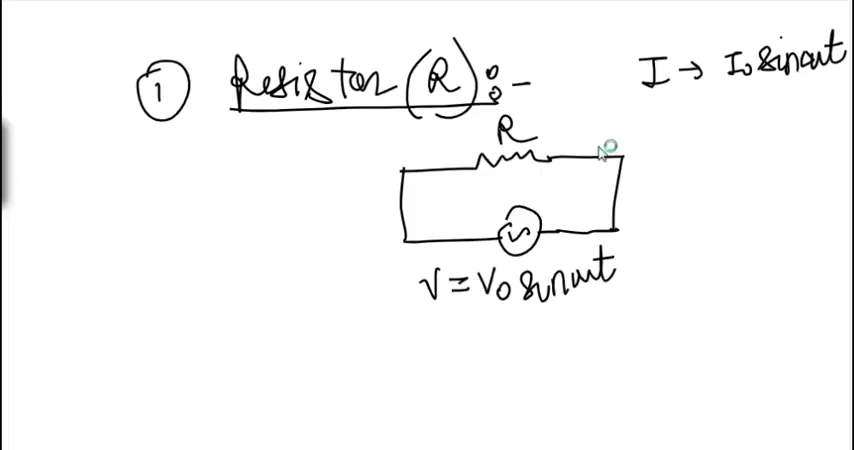 ① Resistor (R) :-
I → I₀ sinωt
R
V = V₀ sinωt